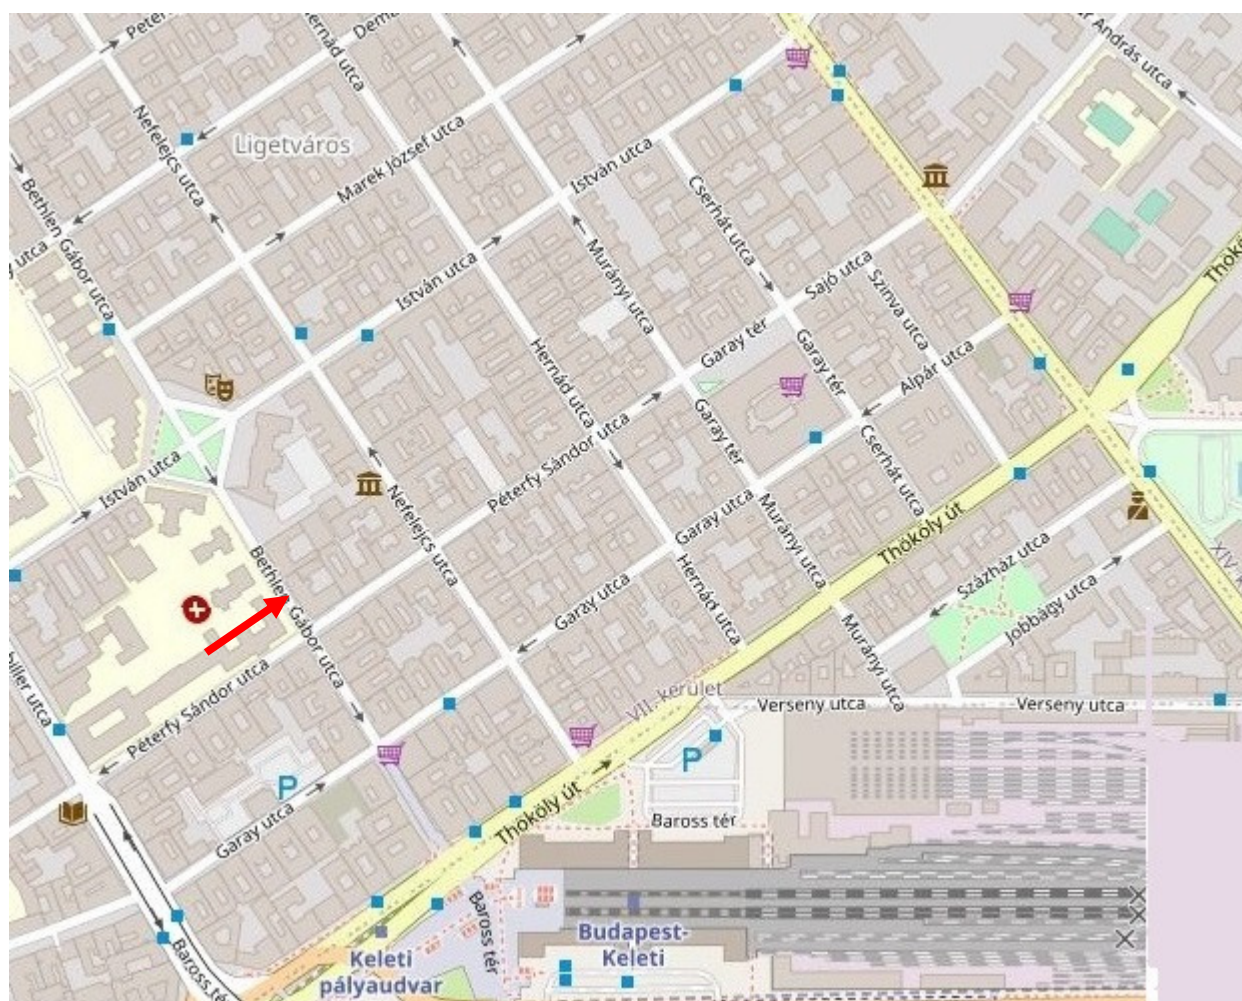 Ligetváros
Hernád utca
Nefelejcs utca
Marek József utca
István utca
Bethlen Gábor utca
utca
András utca
Cserhát utca
Murányi utca
Sajó utca
Szinva utca
István utca
Garay tér
Garay tér
Alpár utca
Hernád utca
Garay tér
Péterfy Sándor utca
Cserhát utca
István utca
Nefelejcs utca
Garay utca
Murányi utca
Thököly út
Bethlen Gábor utca
Hernád utca
Százház utca
Jobbágy utca
Garay utca
Murányi utca
Péterfy Sándor utca
utca
VII. kerület
Verseny utca
Verseny utca
P
P
Thököly út
Baross tér
Garay utca
Baross tér
Budapest-
Keleti
Keleti
pályaudvar
Baross tér